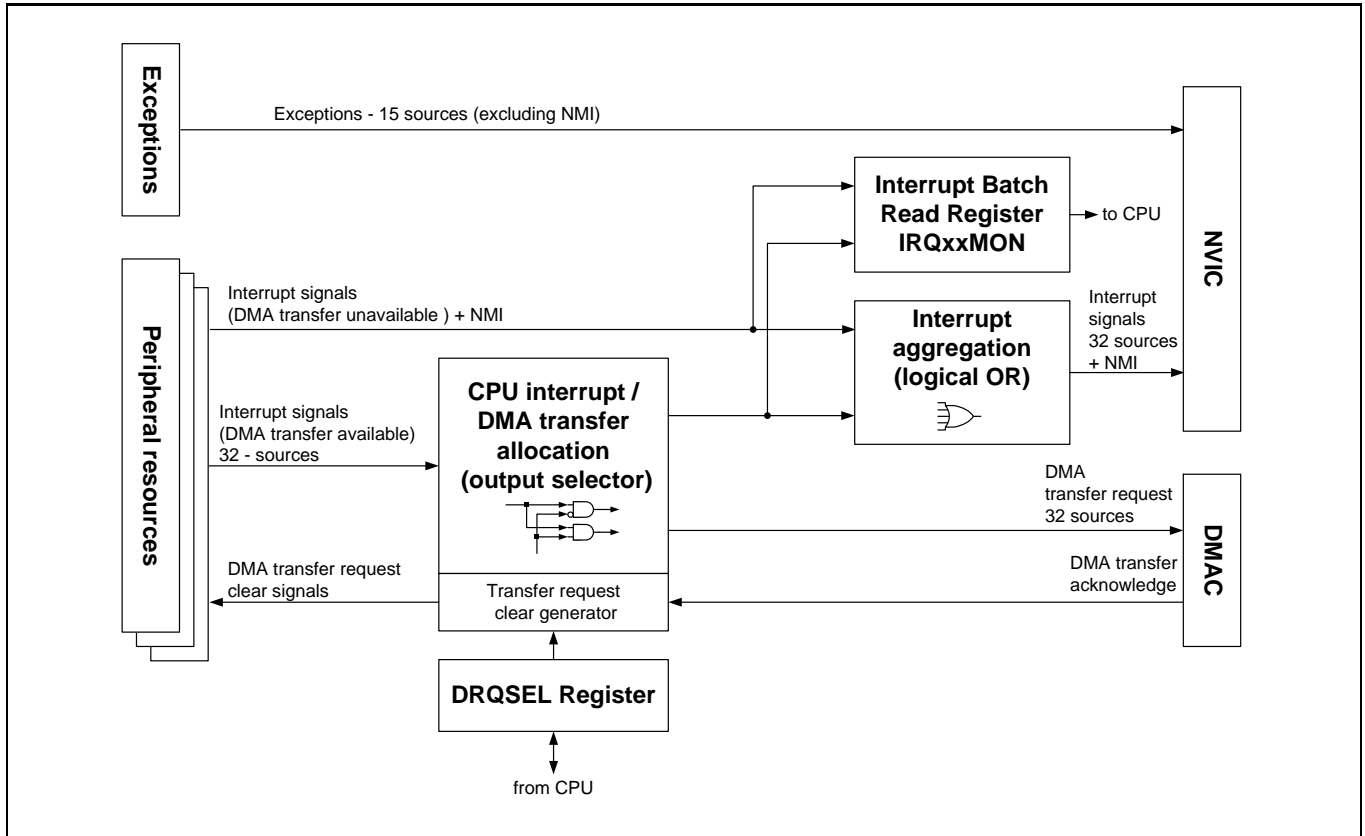 Exceptions
Exceptions - 15 sources (excluding NMI)
Interrupt Batch
Read Register
IRQxxMON
to CPU
NVIC
Peripheral resources
Interrupt signals
(DMA transfer unavailable ) + NMI
Interrupt
aggregation
(logical OR)
Interrupt
signals
32 sources
+ NMI
CPU interrupt /
DMA transfer
allocation
(output selector)
Interrupt signals
(DMA transfer available)
32 - sources
DMA
transfer request
32 sources
DMAC
DMA transfer request
clear signals
Transfer request
clear generator
DMA transfer
acknowledge
DRQSEL Register
from CPU